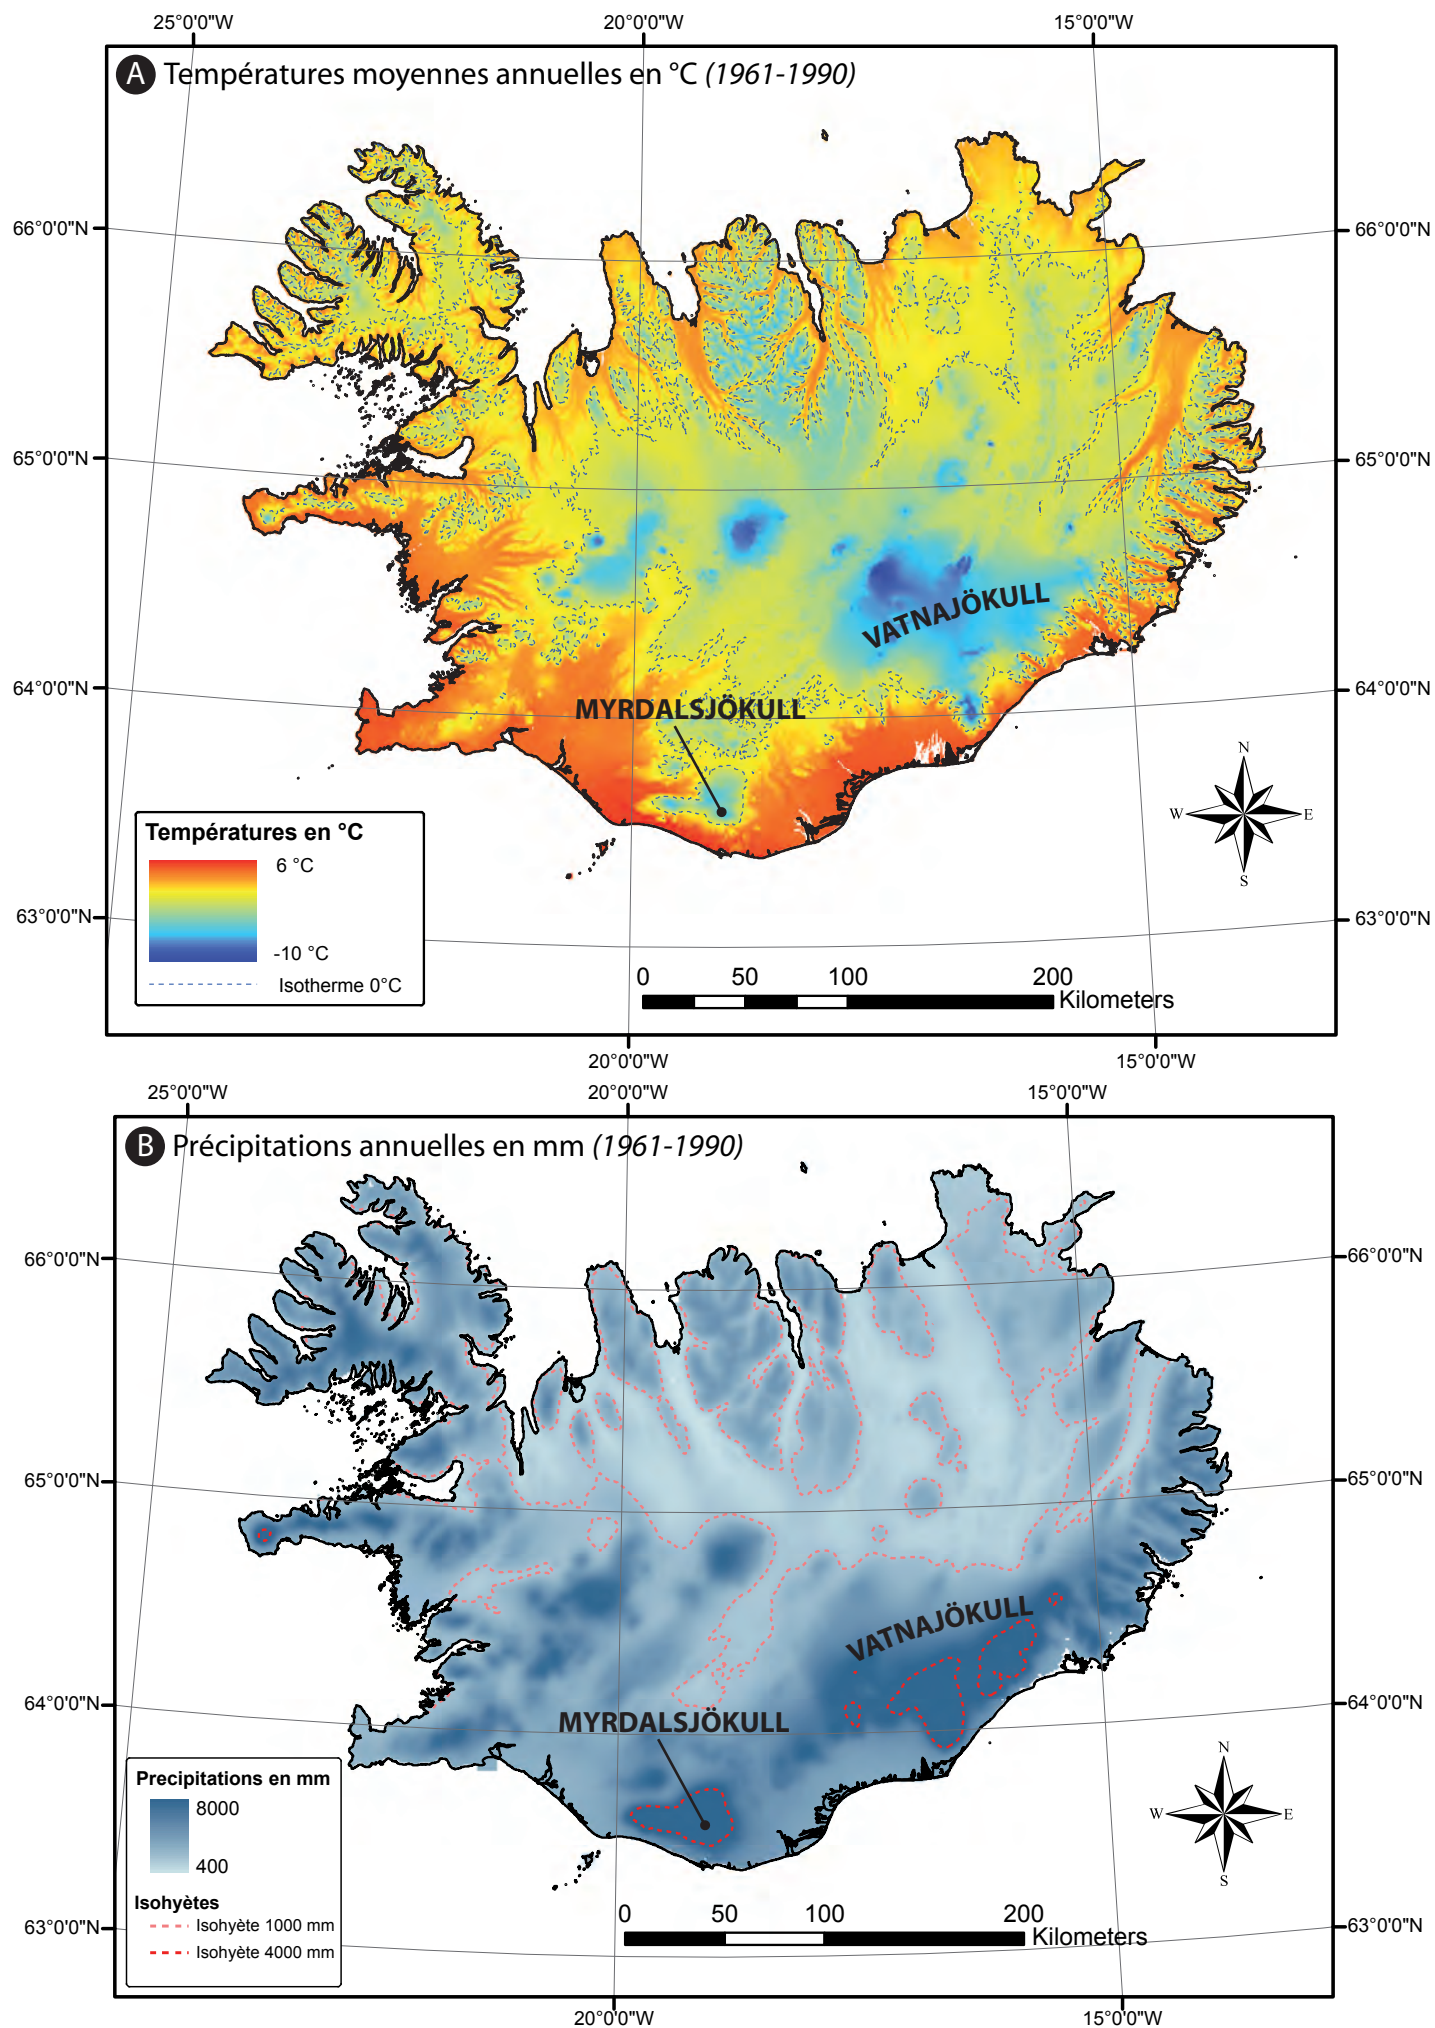 25°0'0"W 20°0'0"W 15°0'0"W
A Températures moyennes annuelles en °C (1961-1990)
66°0'0"N 66°0'0"N
65°0'0"N 65°0'0"N
VATNAJÖKULL
64°0'0"N 64°0'0"N
MYRDALSJÖKULL
N
W E
S
Températures en °C
6 °C
-10 °C
Isotherme 0°C
63°0'0"N 63°0'0"N
0 50 100 200
Kilometers
20°0'0"W 15°0'0"W
25°0'0"W 20°0'0"W 15°0'0"W
B Précipitations annuelles en mm (1961-1990)
66°0'0"N 66°0'0"N
65°0'0"N 65°0'0"N
VATNAJÖKULL
64°0'0"N 64°0'0"N
MYRDALSJÖKULL
N
W E
S
Precipitations en mm
8000
400
Isohyètes
Isohyète 1000 mm
Isohyète 4000 mm
63°0'0"N 63°0'0"N
0 50 100 200
Kilometers
20°0'0"W 15°0'0"W